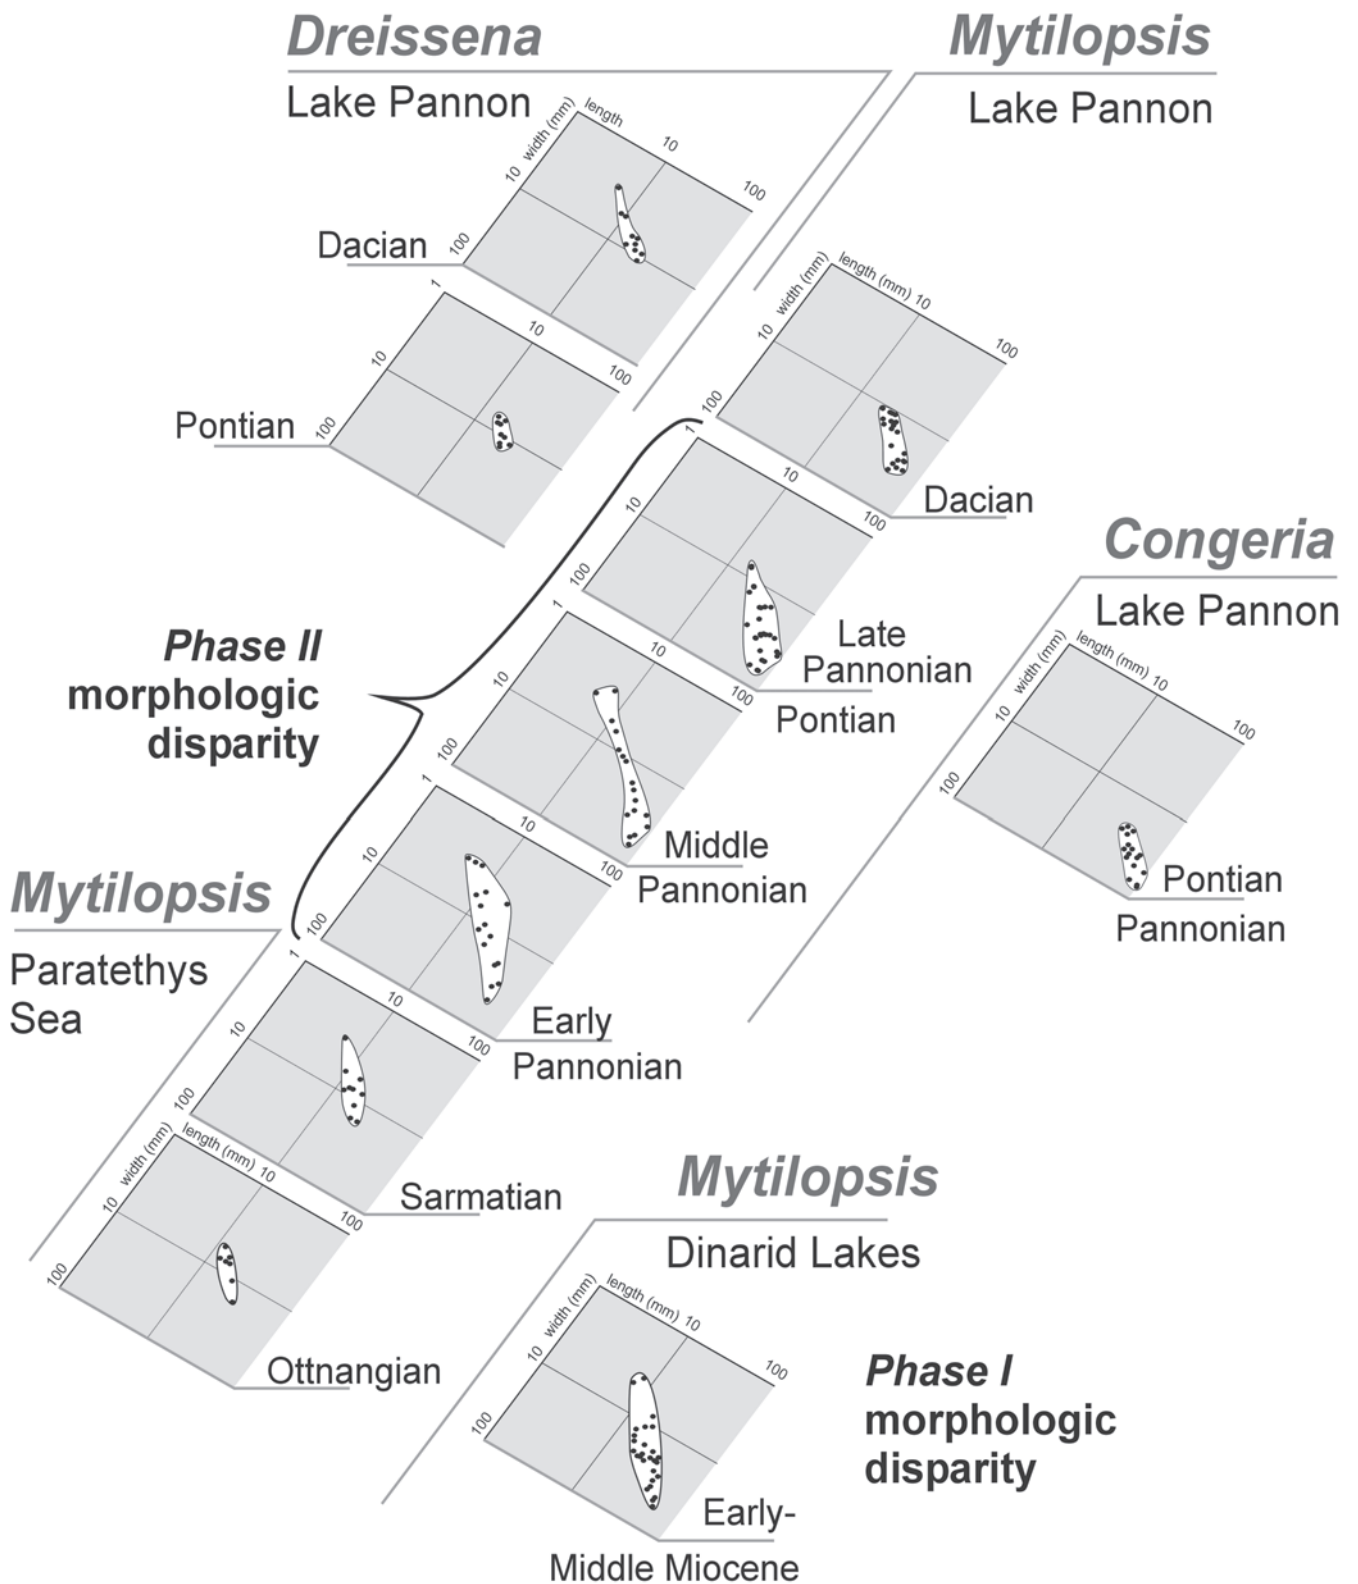 Dreissena
Lake Pannon
width (mm)
length
10
10
100
100
Dacian
1
10
10
100
100
Pontian
Mytilopsis
Lake Pannon
width (mm)
length (mm) 10
10
100
100
Dacian
1
10
10
100
100
Late
Pannonian
Pontian
1
10
10
100
100
Middle
Pannonian
1
10
10
100
100
Early
Pannonian
Phase II
morphologic
disparity
Congeria
Lake Pannon
width (mm)
length (mm) 10
10
100
100
Pontian
Pannonian
Mytilopsis
Paratethys
Sea
1
10
10
100
100
Sarmatian
width (mm)
length (mm) 10
10
100
100
Ottnangian
Mytilopsis
Dinarid Lakes
width (mm)
length (mm) 10
10
100
100
Early-
Middle Miocene
Phase I
morphologic
disparity